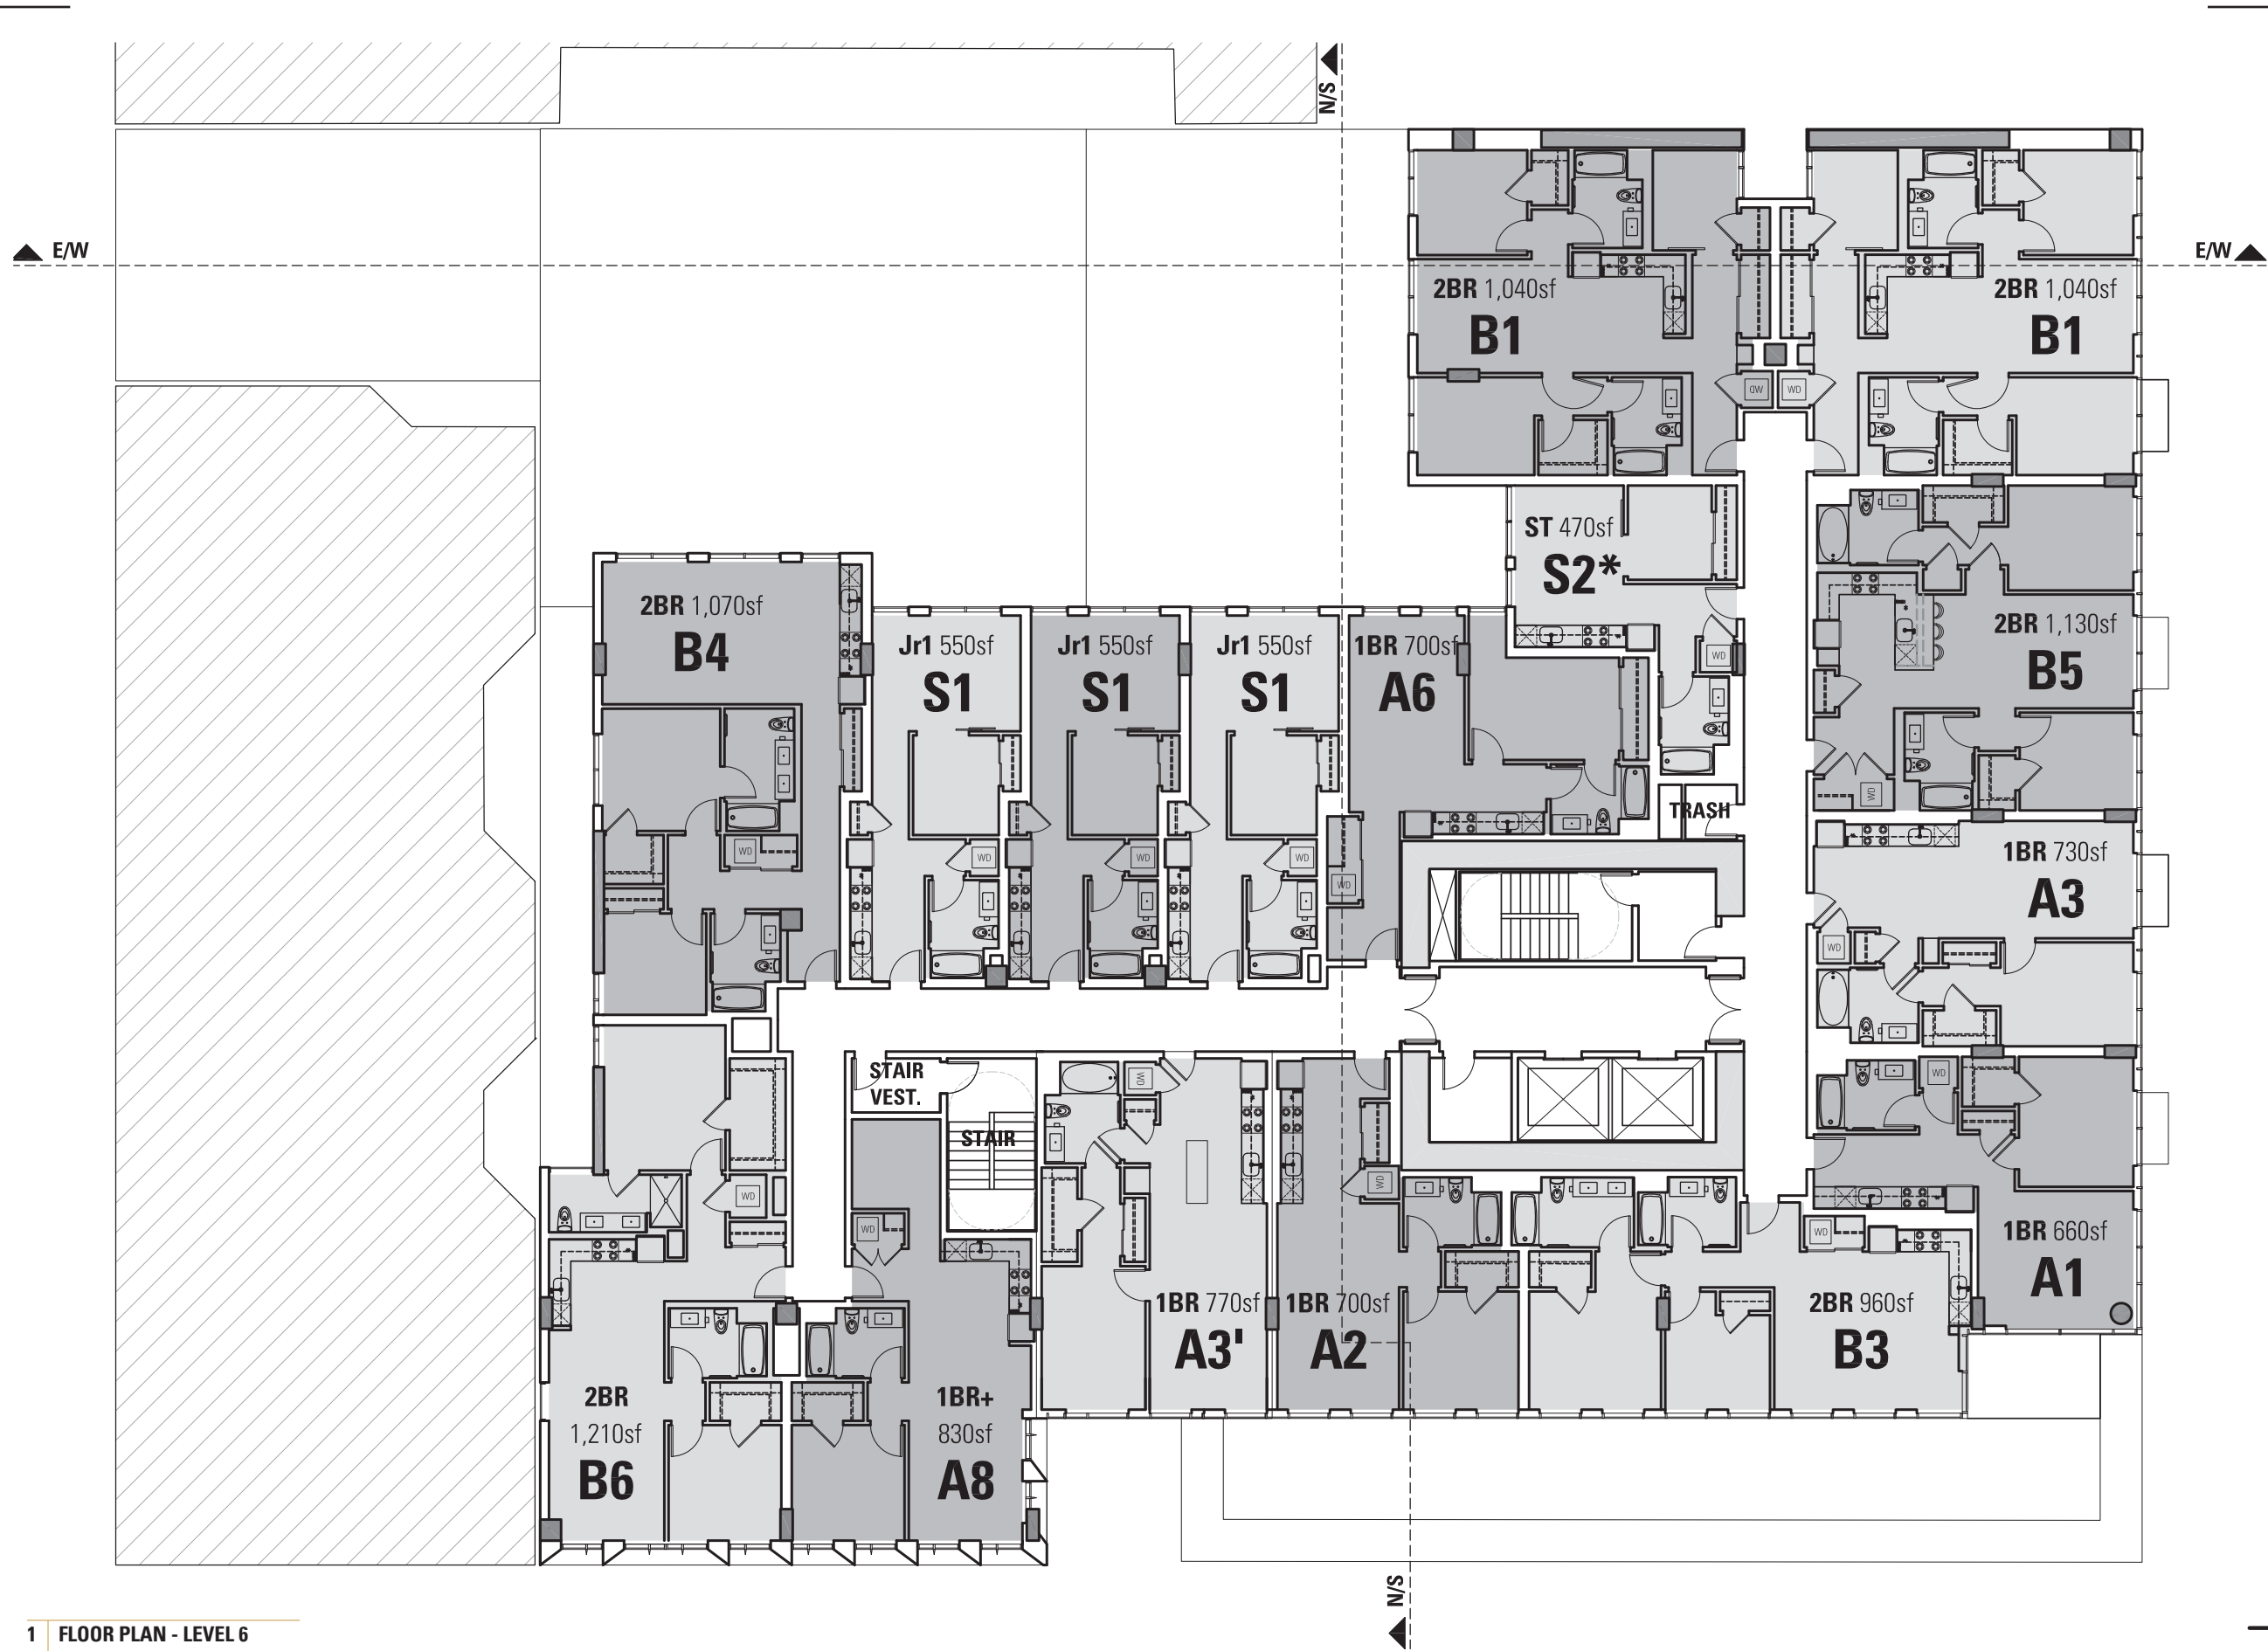 N/S
E/W
E/W
2BR 1,040sf
B1
2BR 1,040sf
B1
WD
WD
ST 470sf
S2*
WD
2BR 1,070sf
B4
Jr1 550sf
S1
Jr1 550sf
S1
Jr1 550sf
S1
1BR 700sf
A6
2BR 1,130sf
B5
WD
TRASH
WD
WD
WD
WD
WD
1BR 730sf
A3
WD
STAIR
VEST.
STAIR
WD
WD
WD
WD
WD
WD
1BR 660sf
A1
1BR 770sf
A3'
1BR 700sf
A2
2BR 960sf
B3
2BR
1,210sf
B6
1BR+
830sf
A8
N/S
1 FLOOR PLAN - LEVEL 6